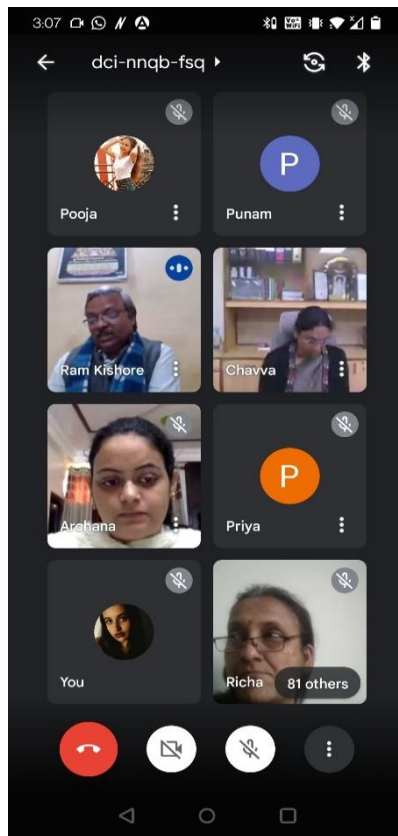 3:07
dci-nnqb-fsq
Pooja
P
Punam
Ram Kishore
Chavva
Archana
P
Priya
You
Richa
81 others